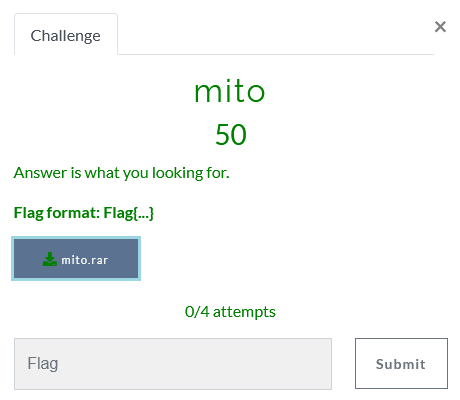 Challenge
×
mito
50
Answer is what you looking for.
Flag format: Flag{...}
mito.rar
0/4 attempts
Flag
Submit